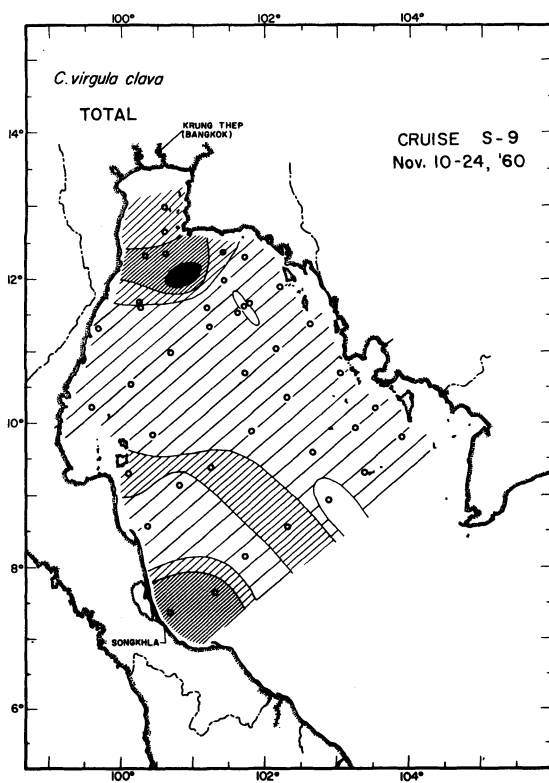 100° 102° 104°
C. virgula clava
TOTAL
KRUNG THEP
(BANGKOK)
CRUISE S-9
Nov. 10-24, '60
14°
12°
10°
8°
SONGKHLA
6°
100° 102° 104°